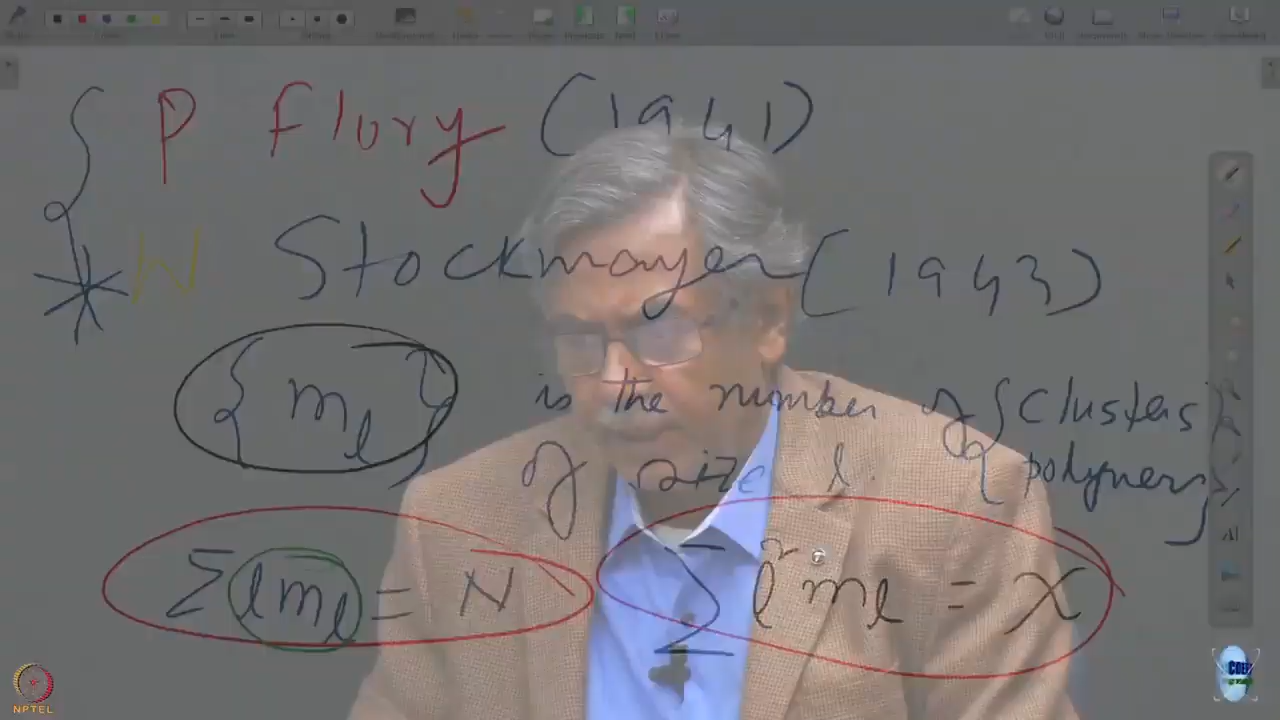 P Flory (1941)
W Stockmayer (1943)
{m_l} is the number of {clusters
of size l. polymers}
Σ l m_l = N Σ l² m_l = X
NPTEL